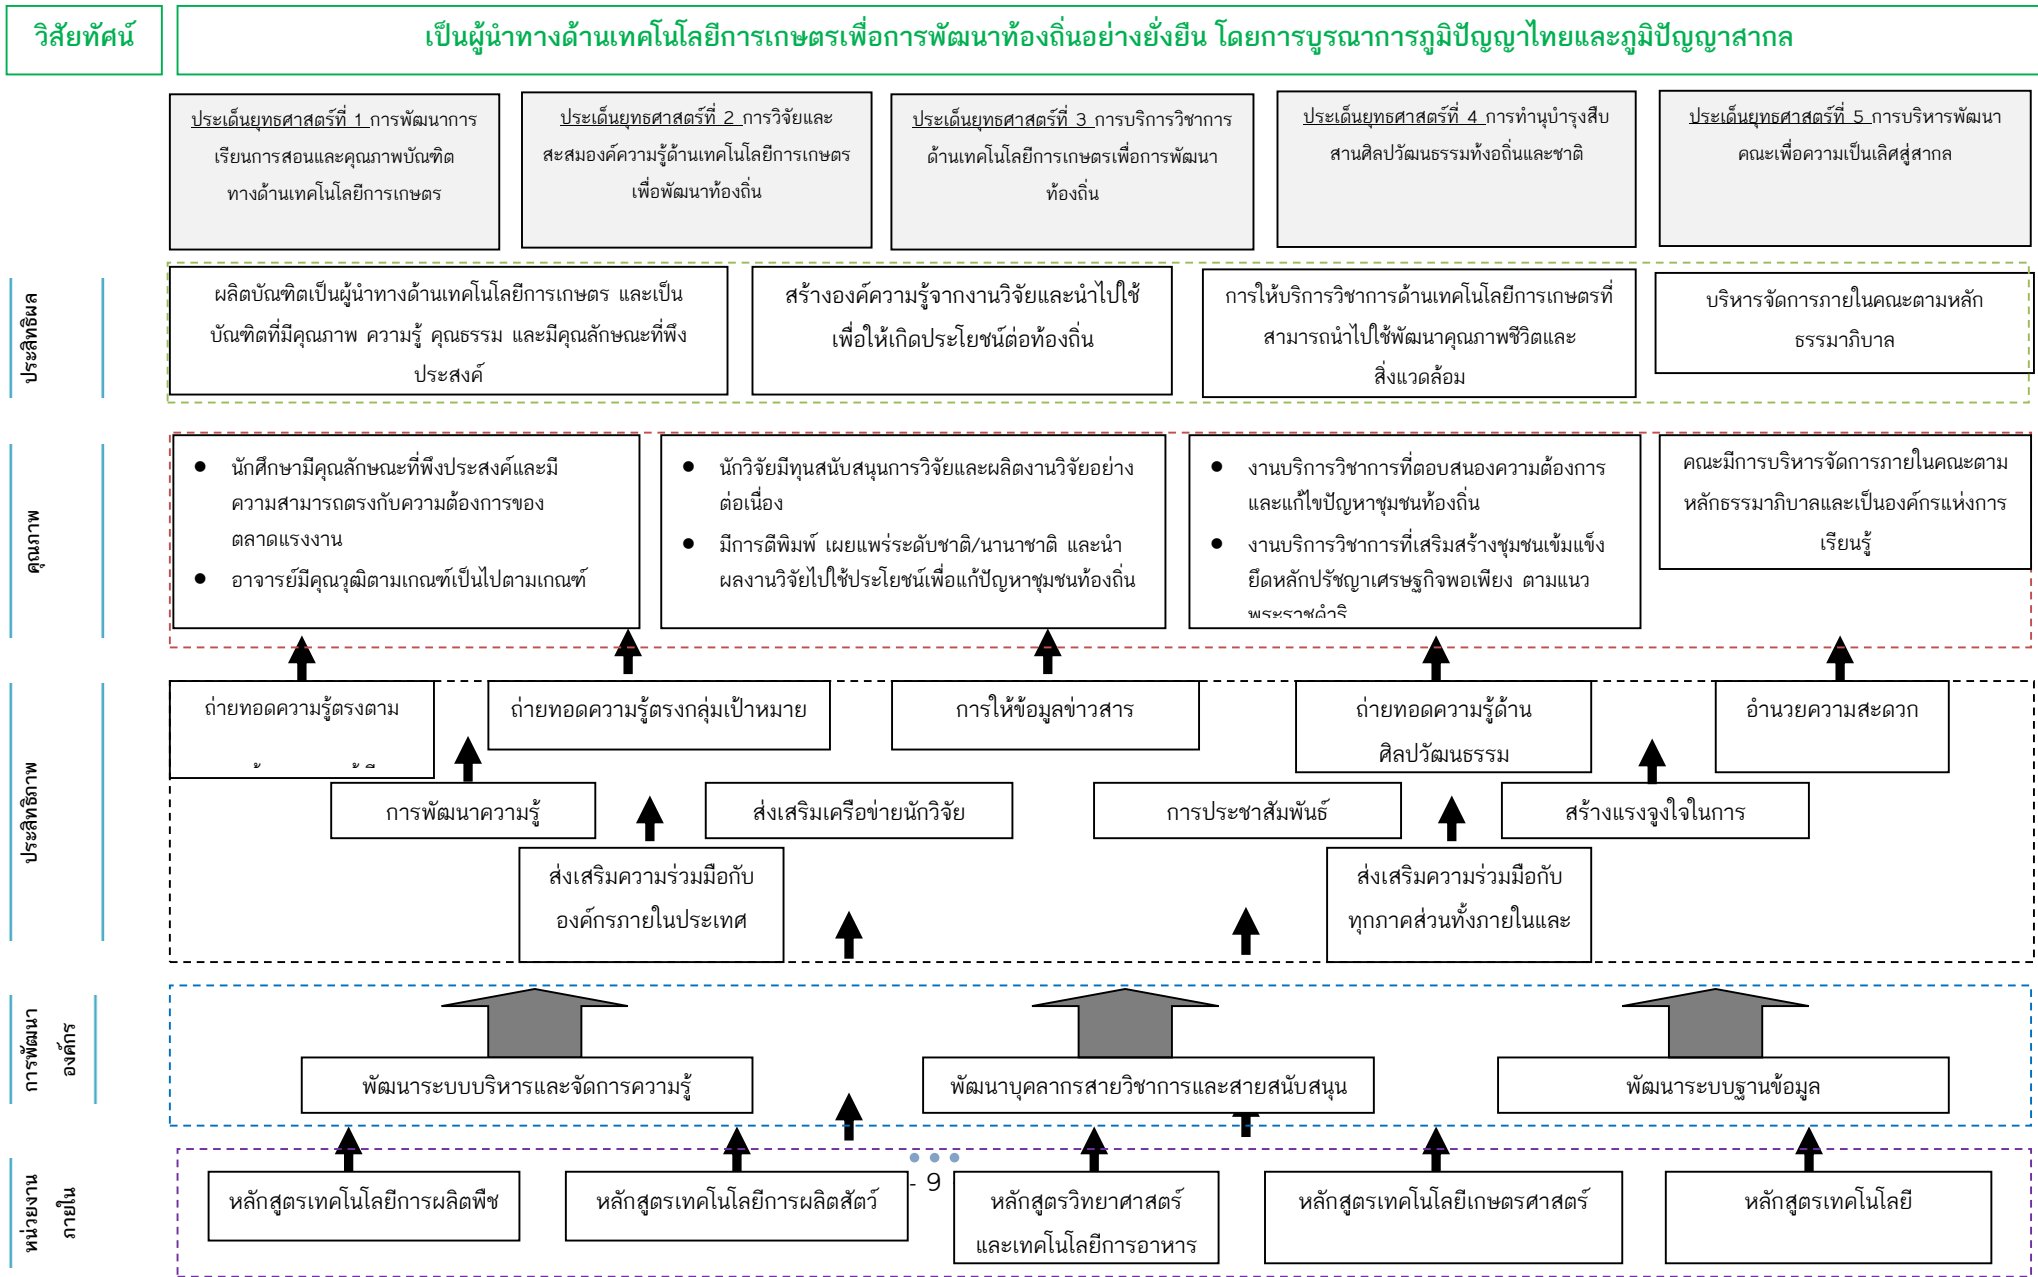 วิสัยทัศน์
เป็นผู้นำทางด้านเทคโนโลยีการเกษตรเพื่อการพัฒนาท้องถิ่นอย่างยั่งยืน โดยการบูรณาการภูมิปัญญาไทยและภูมิปัญญาสากล
ประเด็นยุทธศาสตร์ที่ 1 การพัฒนาการ
เรียนการสอนและคุณภาพบัณฑิต
ทางด้านเทคโนโลยีการเกษตร
ประเด็นยุทธศาสตร์ที่ 2 การวิจัยและ
สะสมองค์ความรู้ด้านเทคโนโลยีการเกษตร
เพื่อพัฒนาท้องถิ่น
ประเด็นยุทธศาสตร์ที่ 3 การบริการวิชาการ
ด้านเทคโนโลยีการเกษตรเพื่อการพัฒนา
ท้องถิ่น
ประเด็นยุทธศาสตร์ที่ 4 การทำนุบำรุงสืบ
สานศิลปวัฒนธรรมท้งอถิ่นและชาติ
ประเด็นยุทธศาสตร์ที่ 5 การบริหารพัฒนา
คณะเพื่อความเป็นเลิศสู่สากล
ประสิทธิผล
ผลิตบัณฑิตเป็นผู้นำทางด้านเทคโนโลยีการเกษตร และเป็น
บัณฑิตที่มีคุณภาพ ความรู้ คุณธรรม และมีคุณลักษณะที่พึง
ประสงค์
สร้างองค์ความรู้จากงานวิจัยและนำไปใช้
เพื่อให้เกิดประโยชน์ต่อท้องถิ่น
การให้บริการวิชาการด้านเทคโนโลยีการเกษตรที่
สามารถนำไปใช้พัฒนาคุณภาพชีวิตและ
สิ่งแวดล้อม
บริหารจัดการภายในคณะตามหลัก
ธรรมาภิบาล
คุณภาพ
● นักศึกษามีคุณลักษณะที่พึงประสงค์และมี
ความสามารถตรงกับความต้องการของ
ตลาดแรงงาน
● อาจารย์มีคุณวุฒิตามเกณฑ์เป็นไปตามเกณฑ์
● นักวิจัยมีทุนสนับสนุนการวิจัยและผลิตงานวิจัยอย่าง
ต่อเนื่อง
● มีการตีพิมพ์ เผยแพร่ระดับชาติ/นานาชาติ และนำ
ผลงานวิจัยไปใช้ประโยชน์เพื่อแก้ปัญหาชุมชนท้องถิ่น
● งานบริการวิชาการที่ตอบสนองความต้องการ
และแก้ไขปัญหาชุมชนท้องถิ่น
● งานบริการวิชาการที่เสริมสร้างชุมชนเข้มแข็ง
ยึดหลักปรัชญาเศรษฐกิจพอเพียง ตามแนว
พระราชดำริ
คณะมีการบริหารจัดการภายในคณะตาม
หลักธรรมาภิบาลและเป็นองค์กรแห่งการ
เรียนรู้
ประสิทธิภาพ
ถ่ายทอดความรู้ตรงตาม
ถ่ายทอดความรู้ตรงกลุ่มเป้าหมาย
การให้ข้อมูลข่าวสาร
ถ่ายทอดความรู้ด้าน
ศิลปวัฒนธรรม
อำนวยความสะดวก
การพัฒนาความรู้
ส่งเสริมเครือข่ายนักวิจัย
การประชาสัมพันธ์
สร้างแรงจูงใจในการ
ส่งเสริมความร่วมมือกับ
องค์กรภายในประเทศ
ส่งเสริมความร่วมมือกับ
ทุกภาคส่วนทั้งภายในและ
การพัฒนา
องค์กร
พัฒนาระบบบริหารและจัดการความรู้
พัฒนาบุคลากรสายวิชาการและสายสนับสนุน
พัฒนาระบบฐานข้อมูล
หน่วยงาน
ภายใน
หลักสูตรเทคโนโลยีการผลิตพืช
หลักสูตรเทคโนโลยีการผลิตสัตว์
- 9
หลักสูตรวิทยาศาสตร์
และเทคโนโลยีการอาหาร
หลักสูตรเทคโนโลยีเกษตรศาสตร์
หลักสูตรเทคโนโลยี